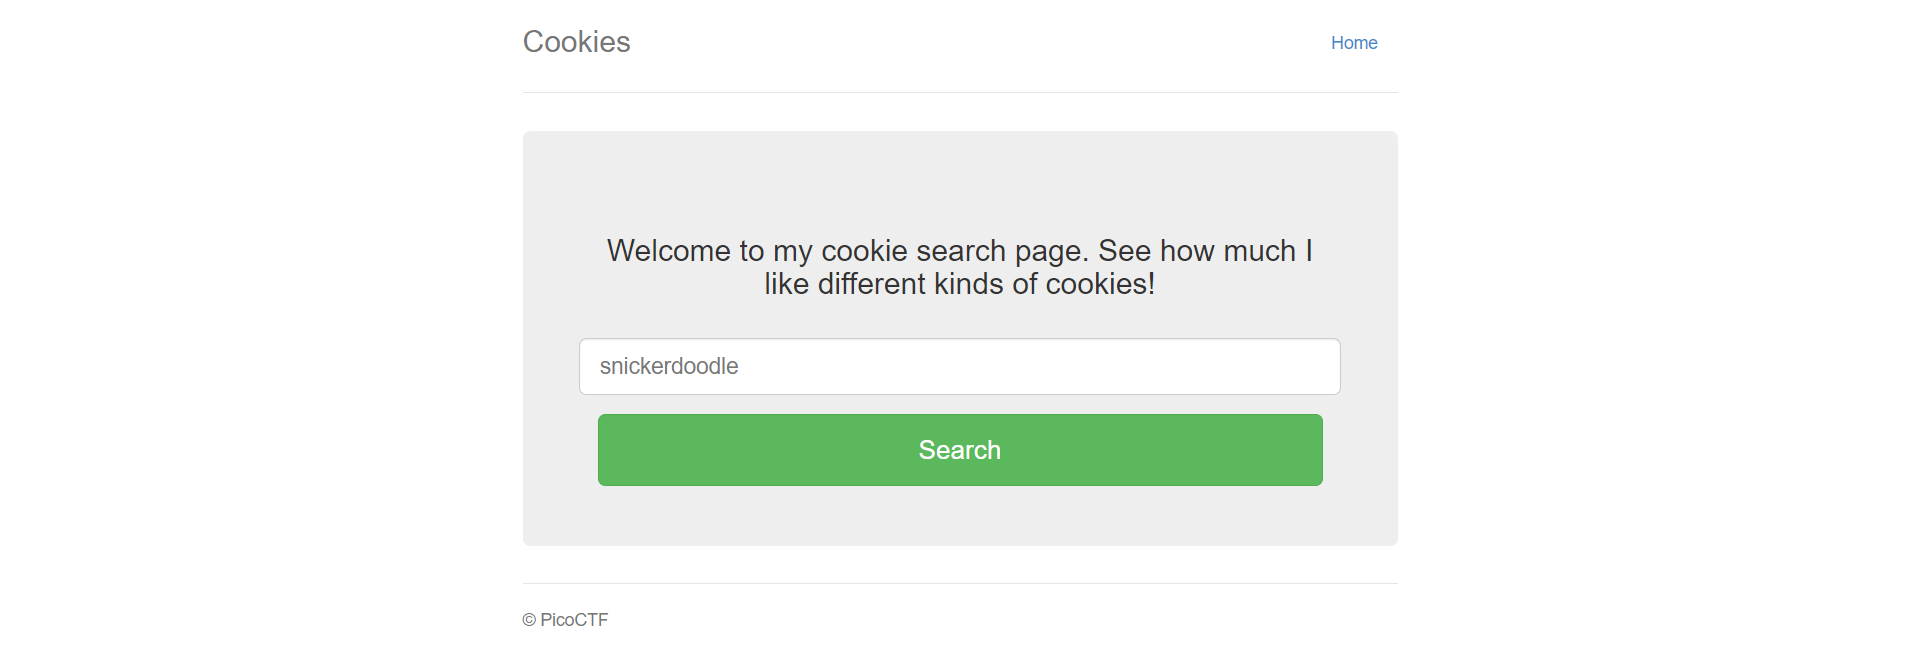 Cookies
Home
Welcome to my cookie search page. See how much I
like different kinds of cookies!
snickerdoodle
Search
© PicoCTF